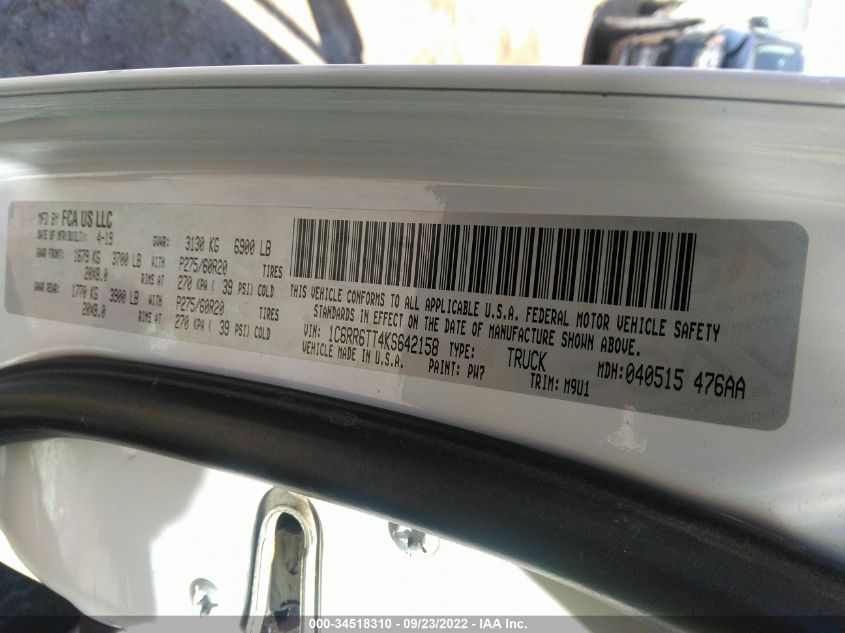 MFD BY FCA US LLC
DATE OF MFR(BUILT): 4-19 GVWR: 3130 KG 6900 LB
GAWR FRONT: 1679 KG 3700 LB WITH P275/60R20 TIRES
20X8.0 RIMS AT 270 KPA ( 39 PSI) COLD
GAWR REAR: 1770 KG 3900 LB WITH P275/60R20 TIRES
20X8.0 RIMS AT 270 KPA ( 39 PSI) COLD
THIS VEHICLE CONFORMS TO ALL APPLICABLE U.S.A. FEDERAL MOTOR VEHICLE SAFETY
STANDARDS IN EFFECT ON THE DATE OF MANUFACTURE SHOWN ABOVE.
VIN: 1C6RR6TT4KS642158 TYPE: TRUCK MDH: 040515 476AA
VEHICLE MADE IN U.S.A. PAINT: PW7 TRIM: M9U1
000-34518310 - 09/23/2022 - IAA Inc.